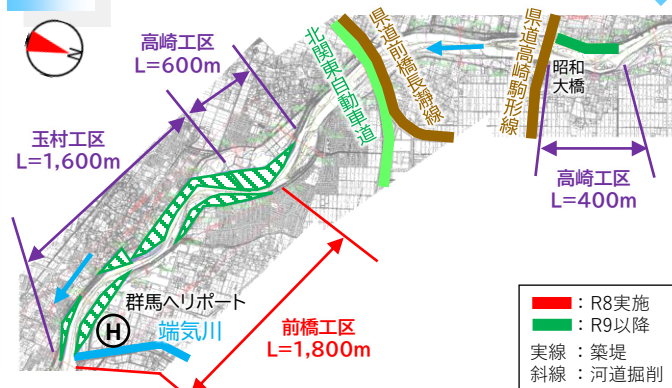 高崎工区
L=600m
玉村工区
L=1,600m
北関東自動車道
県道前橋長瀞線
県道高崎駒形線
昭和
大橋
高崎工区
L=400m
群馬ヘリポート
H
端気川
前橋工区
L=1,800m
：R8実施
：R9以降
実線：築堤
斜線：河道掘削